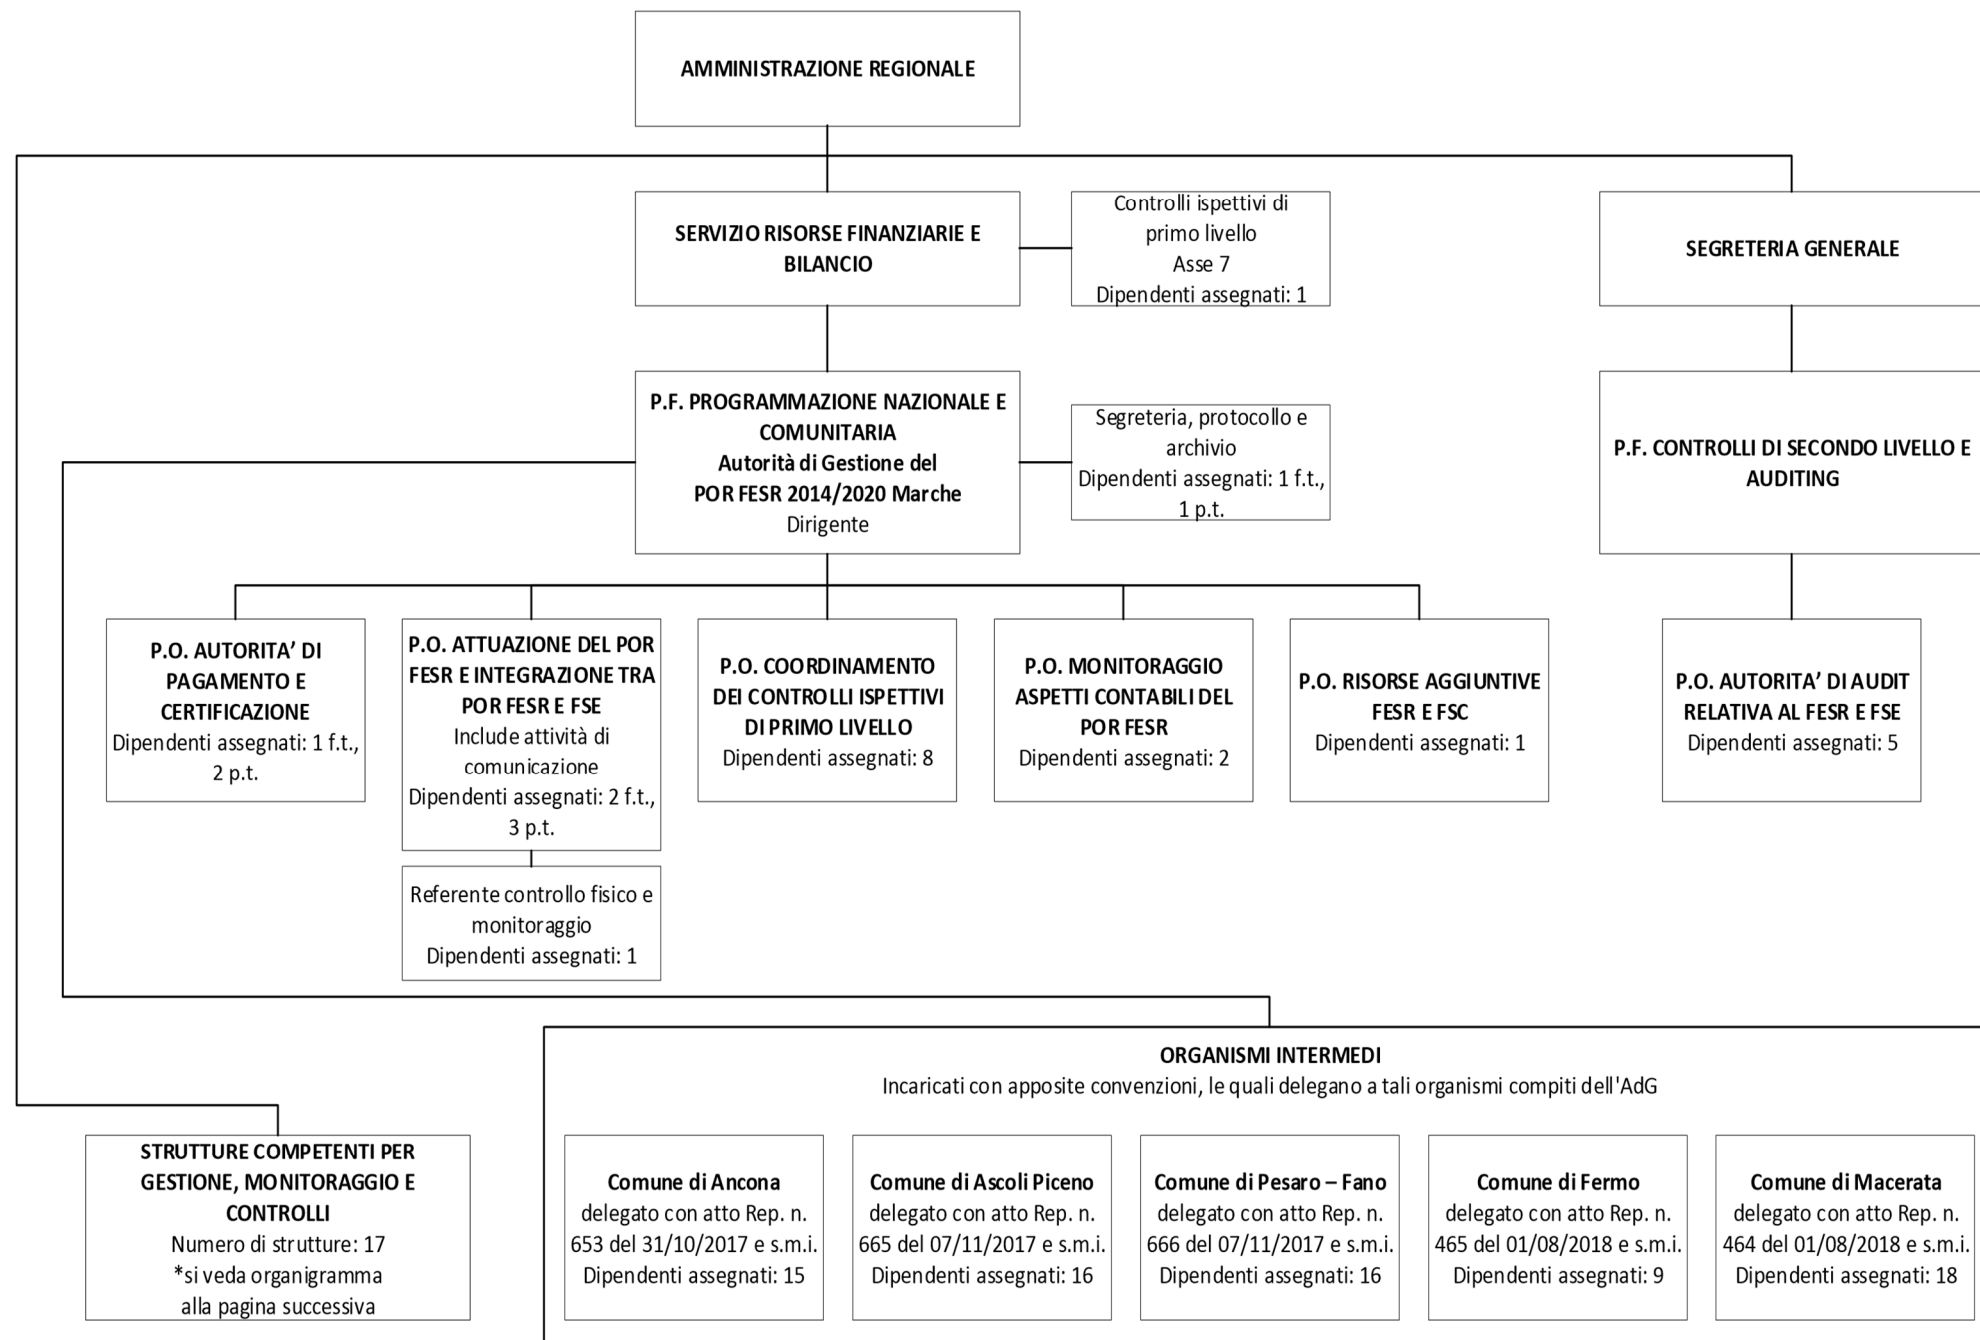 AMMINISTRAZIONE REGIONALE
SERVIZIO RISORSE FINANZIARIE E
BILANCIO
Controlli ispettivi di
primo livello
Asse 7
Dipendenti assegnati: 1
SEGRETERIA GENERALE
P.F. PROGRAMMAZIONE NAZIONALE E
COMUNITARIA
Autorità di Gestione del
POR FESR 2014/2020 Marche
Dirigente
Segreteria, protocollo e
archivio
Dipendenti assegnati: 1 f.t.,
1 p.t.
P.F. CONTROLLI DI SECONDO LIVELLO E
AUDITING
P.O. AUTORITA’ DI
PAGAMENTO E
CERTIFICAZIONE
Dipendenti assegnati: 1 f.t.,
2 p.t.
P.O. ATTUAZIONE DEL POR
FESR E INTEGRAZIONE TRA
POR FESR E FSE
Include attività di
comunicazione
Dipendenti assegnati: 2 f.t.,
3 p.t.
P.O. COORDINAMENTO
DEI CONTROLLI ISPETTIVI
DI PRIMO LIVELLO
Dipendenti assegnati: 8
P.O. MONITORAGGIO
ASPETTI CONTABILI DEL
POR FESR
Dipendenti assegnati: 2
P.O. RISORSE AGGIUNTIVE
FESR E FSC
Dipendenti assegnati: 1
P.O. AUTORITA’ DI AUDIT
RELATIVA AL FESR E FSE
Dipendenti assegnati: 5
Referente controllo fisico e
monitoraggio
Dipendenti assegnati: 1
ORGANISMI INTERMEDI
Incaricati con apposite convenzioni, le quali delegano a tali organismi compiti dell'AdG
STRUTTURE COMPETENTI PER
GESTIONE, MONITORAGGIO E
CONTROLLI
Numero di strutture: 17
*si veda organigramma
alla pagina successiva
Comune di Ancona
delegato con atto Rep. n.
653 del 31/10/2017 e s.m.i.
Dipendenti assegnati: 15
Comune di Ascoli Piceno
delegato con atto Rep. n.
665 del 07/11/2017 e s.m.i.
Dipendenti assegnati: 16
Comune di Pesaro – Fano
delegato con atto Rep. n.
666 del 07/11/2017 e s.m.i.
Dipendenti assegnati: 16
Comune di Fermo
delegato con atto Rep. n.
465 del 01/08/2018 e s.m.i.
Dipendenti assegnati: 9
Comune di Macerata
delegato con atto Rep. n.
464 del 01/08/2018 e s.m.i.
Dipendenti assegnati: 18